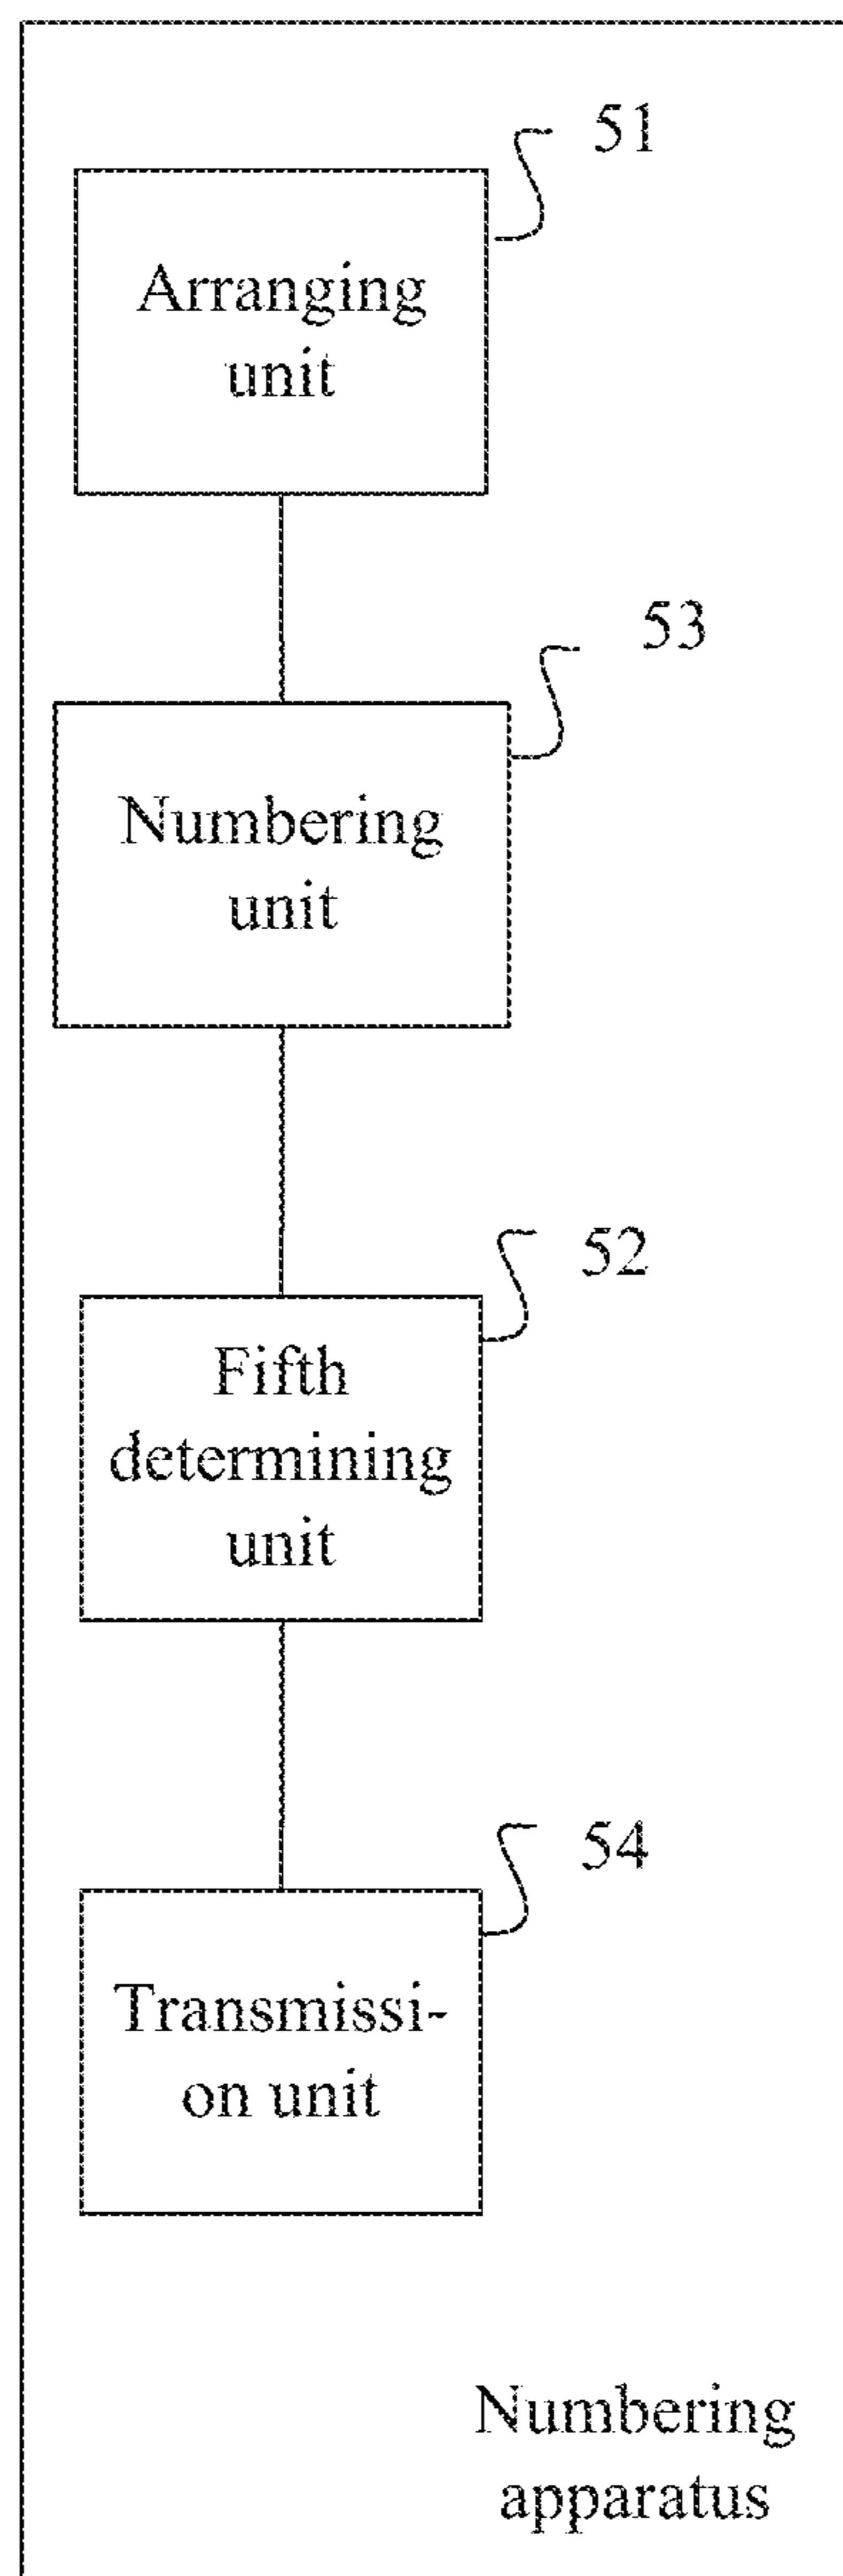 51
Arranging
unit
53
Numbering
unit
52
Fifth
determining
unit
54
Transmissi-
on unit
Numbering
apparatus